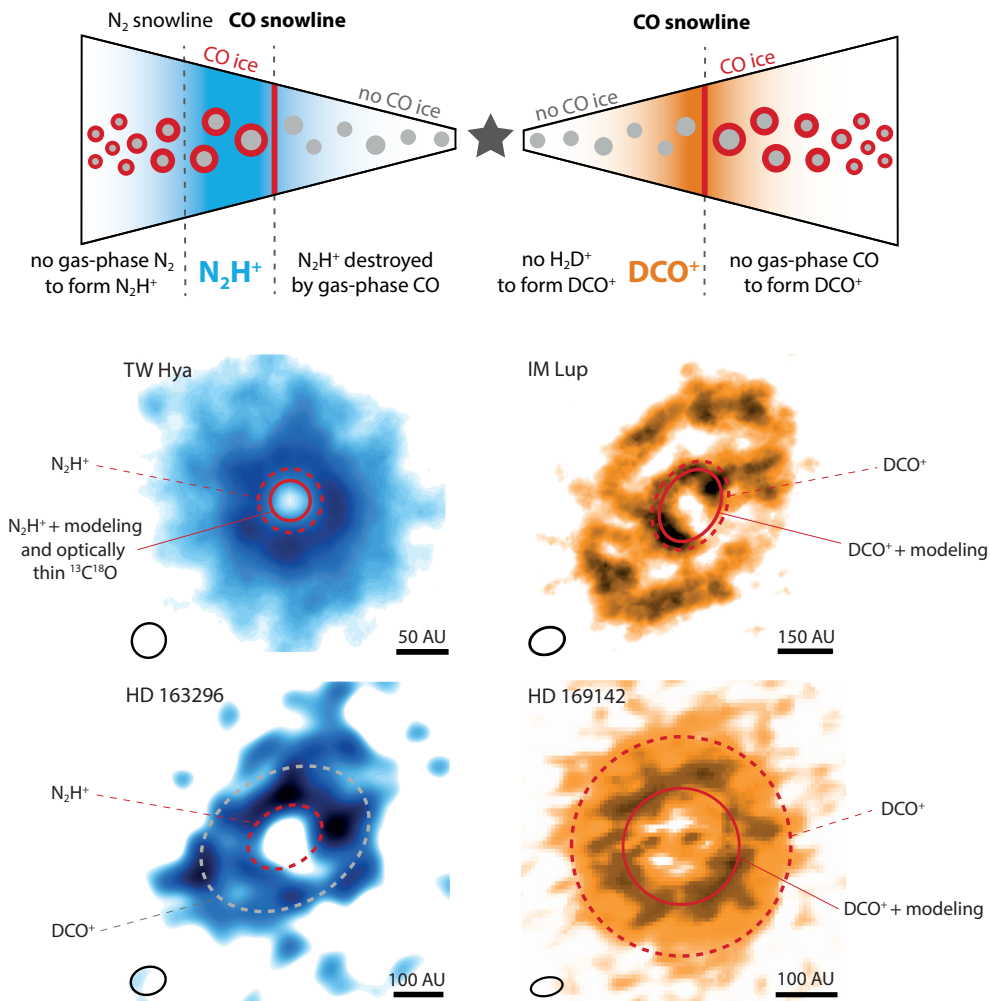 N₂ snowline
CO snowline
CO ice
no CO ice
no gas-phase N₂
to form N₂H⁺
N₂H⁺
N₂H⁺ destroyed
by gas-phase CO
CO snowline
no CO ice
CO ice
no H₂D⁺
to form DCO⁺
DCO⁺
no gas-phase CO
to form DCO⁺
TW Hya
N₂H⁺
N₂H⁺ + modeling
and optically
thin ¹³C¹⁸O
50 AU
IM Lup
DCO⁺
DCO⁺ + modeling
150 AU
HD 163296
N₂H⁺
DCO⁺
100 AU
HD 169142
DCO⁺
DCO⁺ + modeling
100 AU